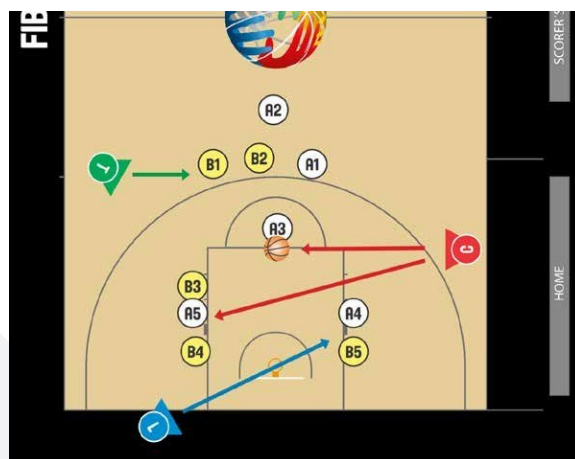 FIB
SCORER'S
A2
B1 B2 A1
T
A3
C
HOME
B3
A5 A4
B4 B5
L